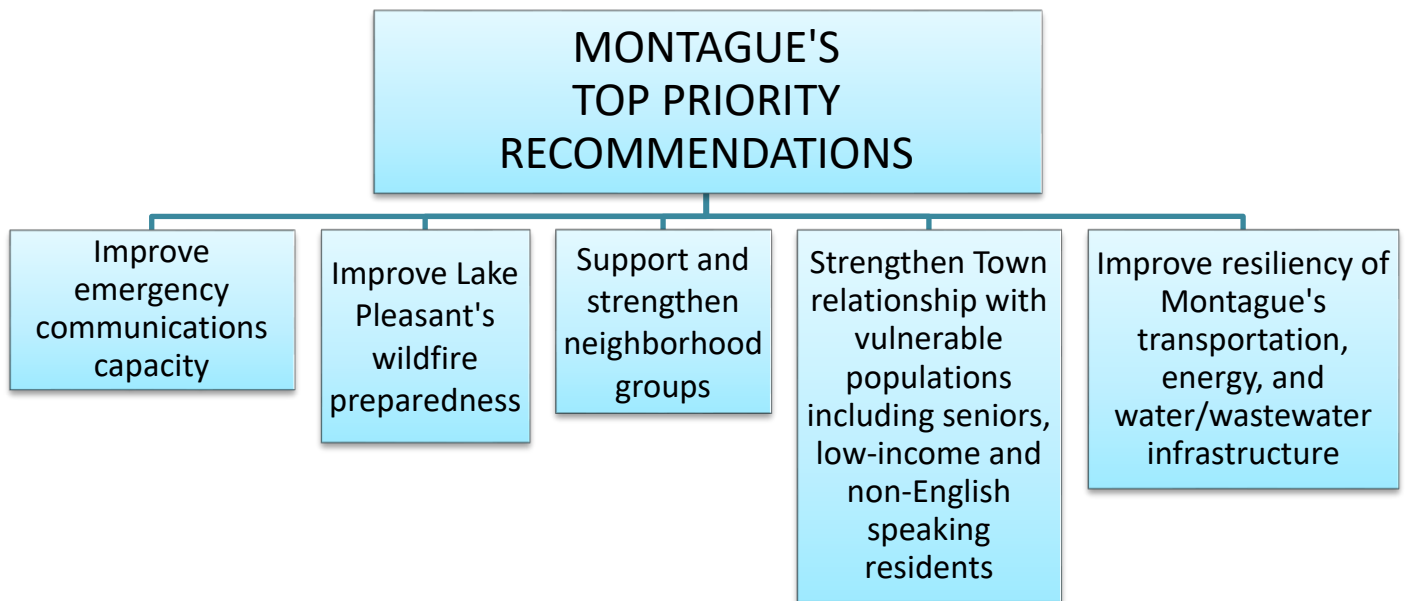 MONTAGUE'S
TOP PRIORITY
RECOMMENDATIONS
Improve
emergency
communications
capacity
Improve Lake
Pleasant's
wildfire
preparedness
Support and
strengthen
neighborhood
groups
Strengthen Town
relationship with
vulnerable
populations
including seniors,
low-income and
non-English
speaking
residents
Improve resiliency of
Montague's
transportation,
energy, and
water/wastewater
infrastructure